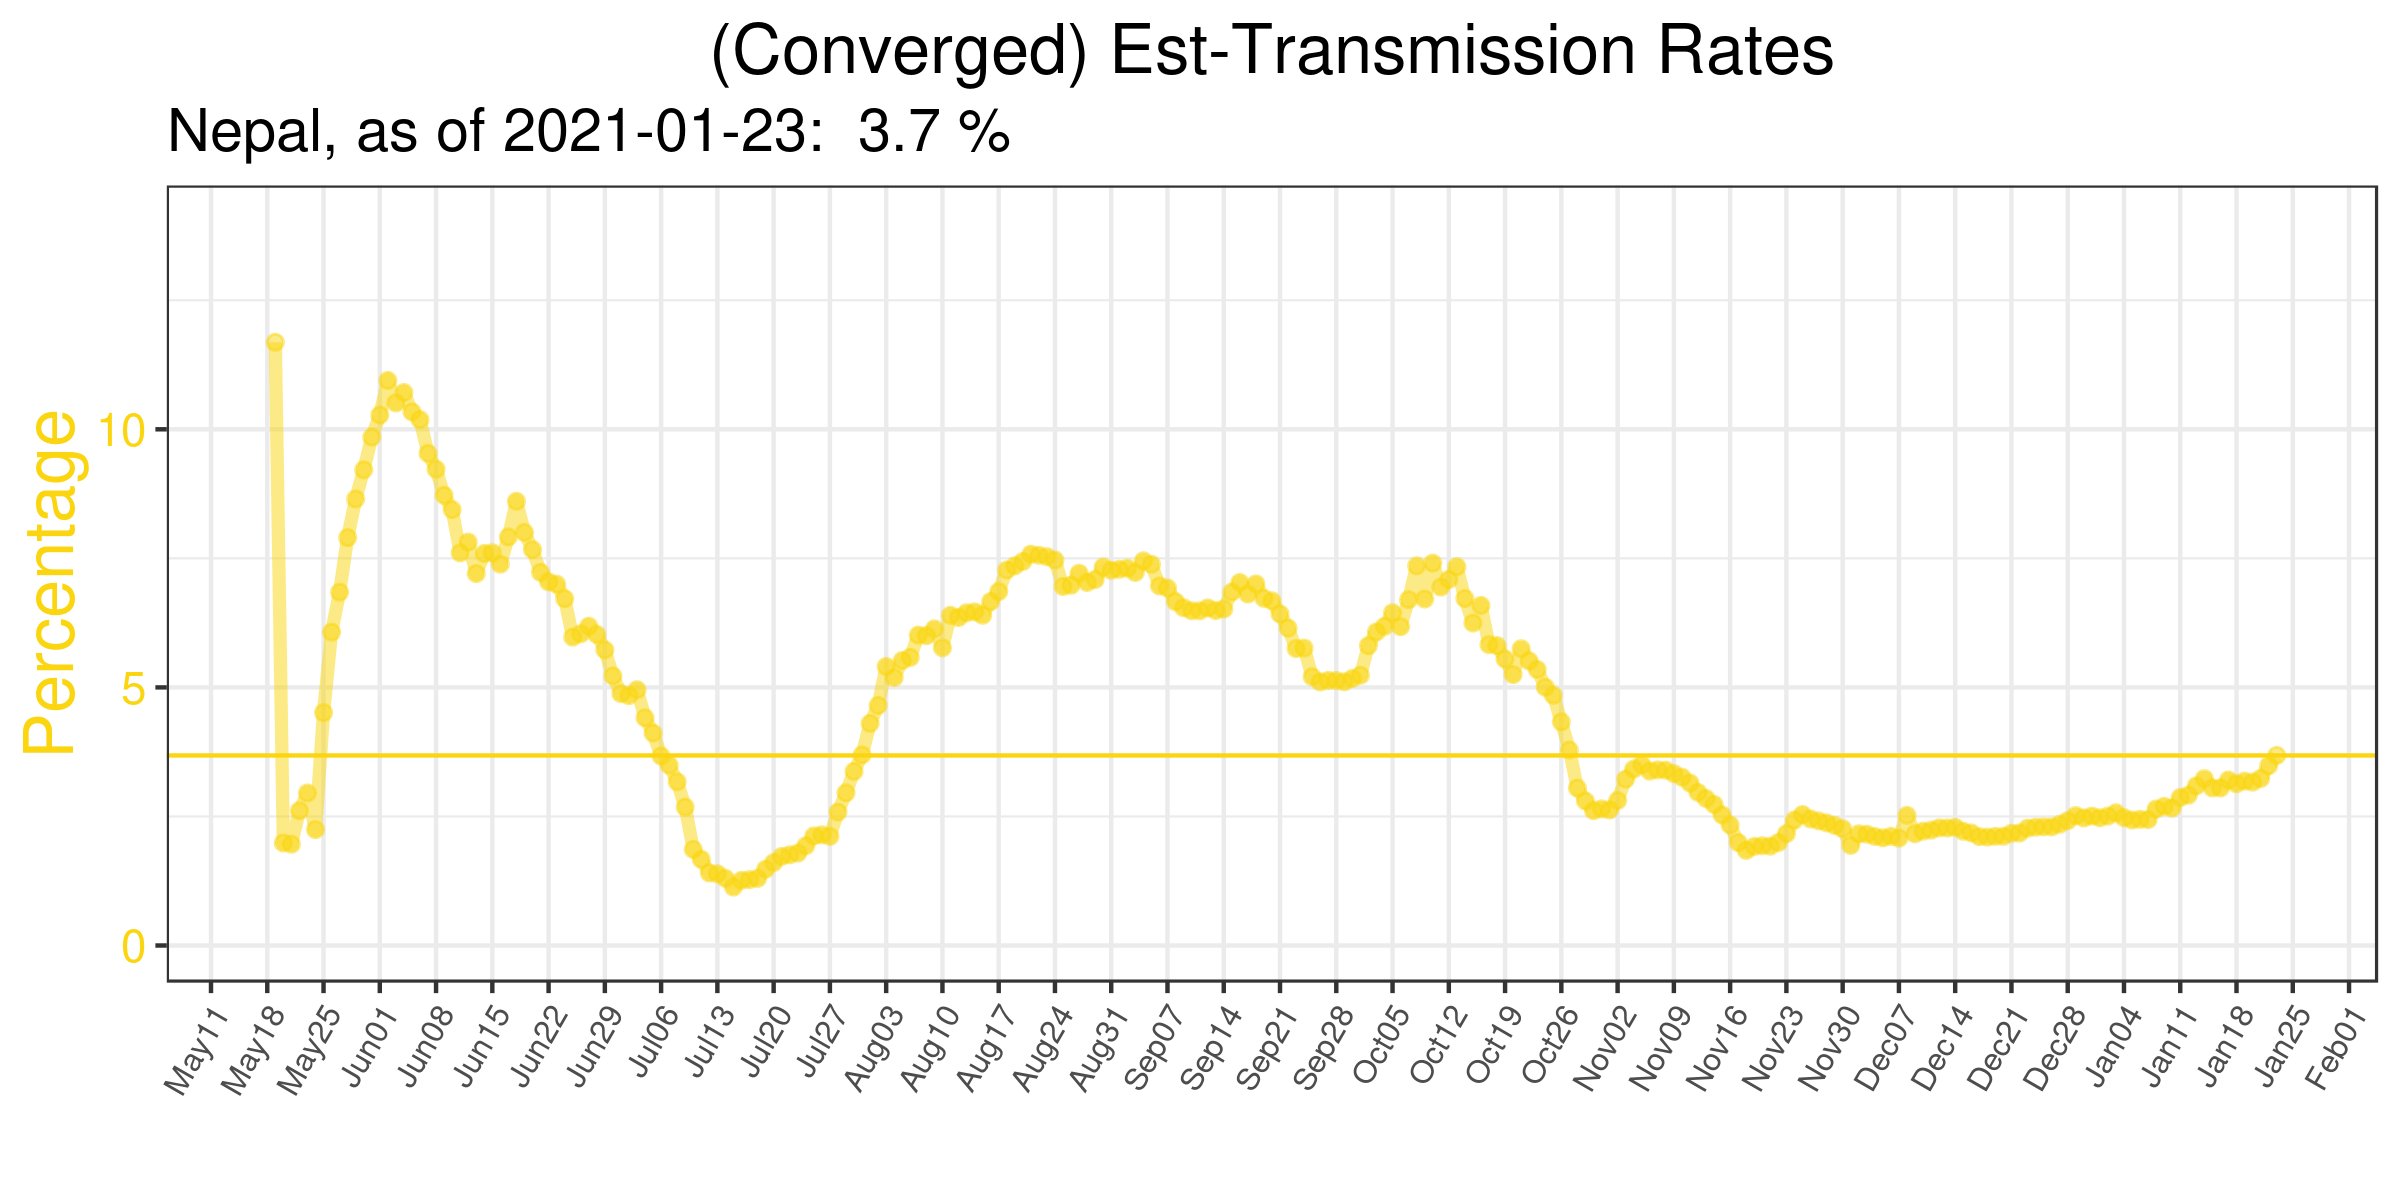 (Converged) Est-Transmission Rates
Nepal, as of 2021-01-23:  3.7 %
Percentage
10
5
0
May11
May18
May25
Jun01
Jun08
Jun15
Jun22
Jun29
Jul06
Jul13
Jul20
Jul27
Aug03
Aug10
Aug17
Aug24
Aug31
Sep07
Sep14
Sep21
Sep28
Oct05
Oct12
Oct19
Oct26
Nov02
Nov09
Nov16
Nov23
Nov30
Dec07
Dec14
Dec21
Dec28
Jan04
Jan11
Jan18
Jan25
Feb01